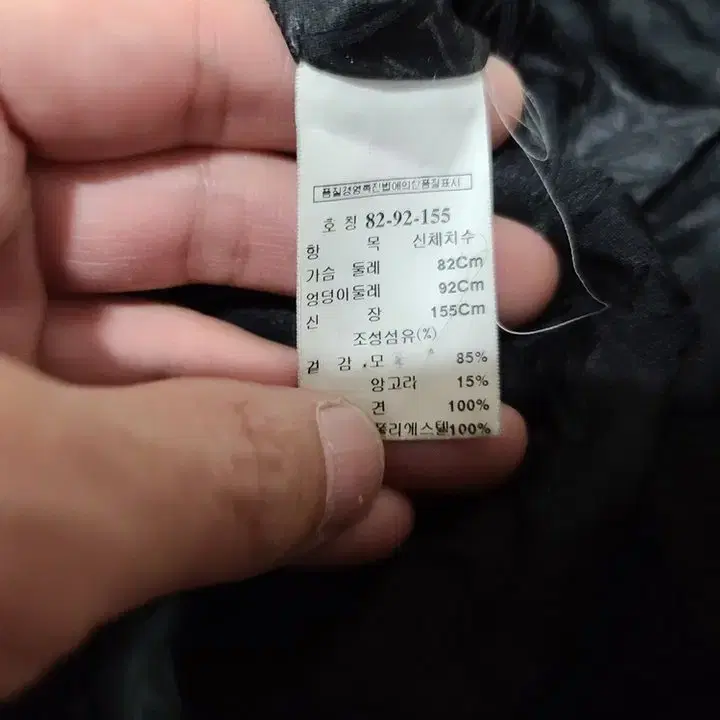 품질경영촉진법에의한품질표시
호 칭 82-92-155
항 목 신체치수
가슴 둘레 82Cm
엉덩이둘레 92Cm
신 장 155Cm
조성섬유(%)
겉 감 모 85%
앙고라 15%
견 100%
폴리에스텔100%